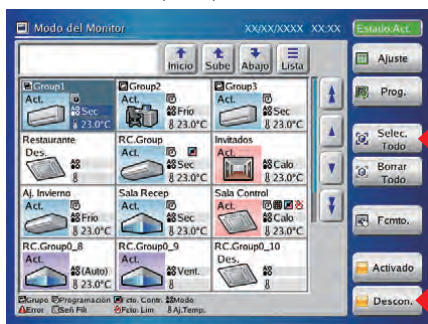 Modo del Monitor XX/XX/XXXX XX:XX Estado:Act.
Inicio Sube Abajo Lista
Ajuste
Prog.
Selec. Todo
Borrar Todo
Fcmto.
Activado
Descon.
Group1 Group2 Group3
Act. Act. Act.
Sec Frio Sec
23.0°C 23.0°C 23.0°C
Restaurante RC.Group Invitados
Des. Act. Act.
Sec Calo
23.0°C 23.0°C
Aj. Invierno Sala Recep Sala Control
Act. Act. Act.
Frio Sec Calo
23.0°C 23.0°C 23.0°C
RC.Group0_8 RC.Group0_9 RC.Group0_10
Act. Act. Des.
(Auto) Vent.
Grupo Programación cto. Contr. Modo
Error Señ Filt Fcto. Lim Aj.Temp.